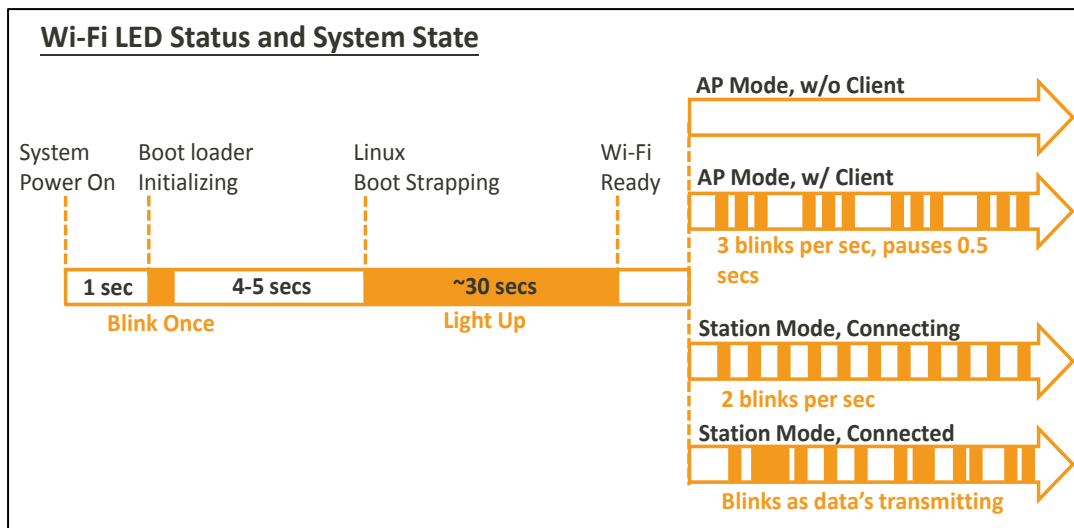 Wi-Fi LED Status and System State
System
Power On
Boot loader
Initializing
Linux
Boot Strapping
Wi-Fi
Ready
1 sec
4-5 secs
~30 secs
Blink Once
Light Up
AP Mode, w/o Client
AP Mode, w/ Client
3 blinks per sec, pauses 0.5
secs
Station Mode, Connecting
2 blinks per sec
Station Mode, Connected
Blinks as data's transmitting